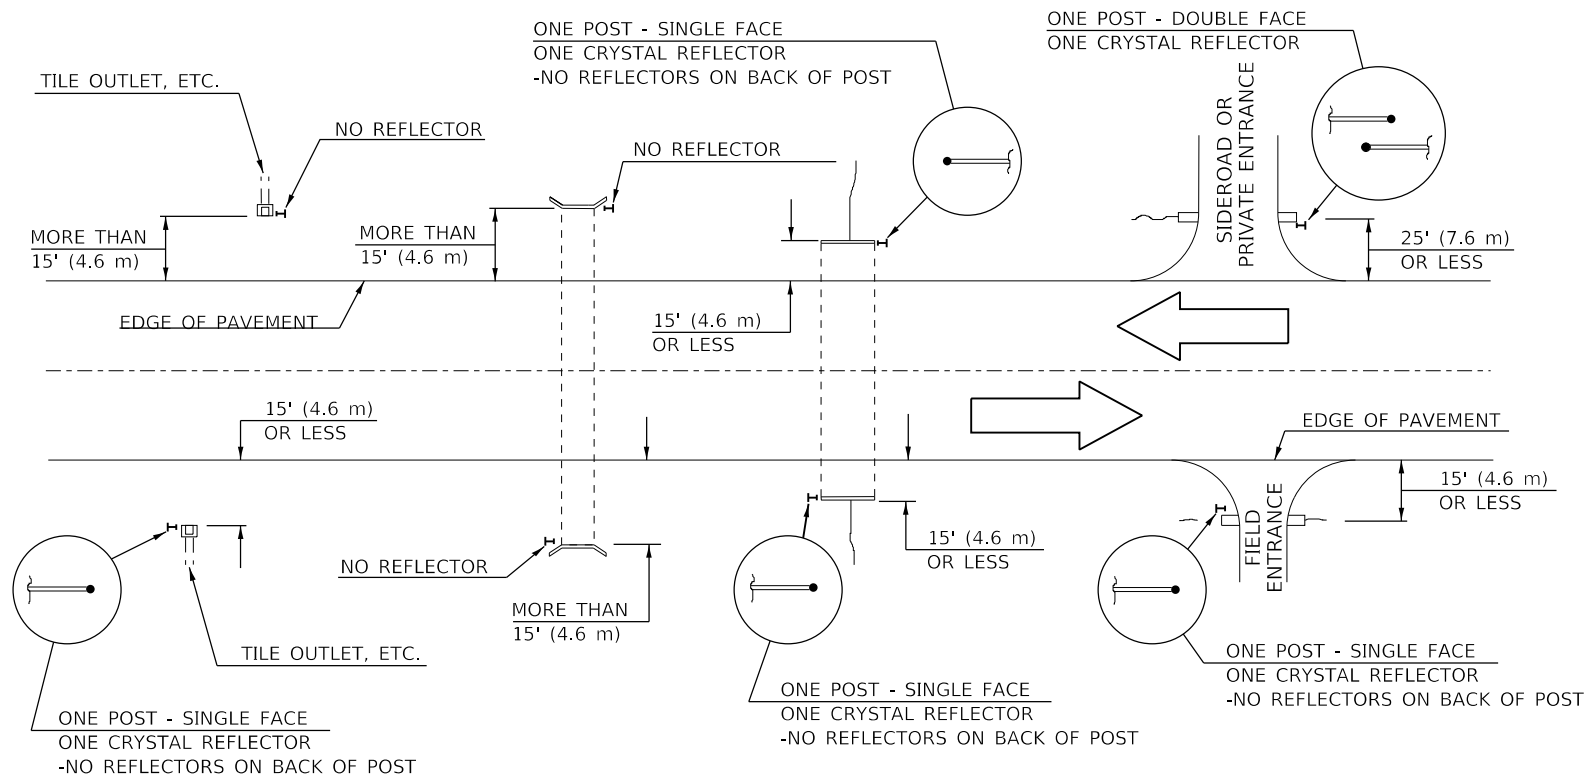 ONE POST - SINGLE FACE
ONE CRYSTAL REFLECTOR
-NO REFLECTORS ON BACK OF POST
ONE POST - DOUBLE FACE
ONE CRYSTAL REFLECTOR
TILE OUTLET, ETC.
NO REFLECTOR
NO REFLECTOR
SIDEROAD OR
PRIVATE ENTRANCE
MORE THAN
15' (4.6 m)
MORE THAN
15' (4.6 m)
25' (7.6 m)
OR LESS
EDGE OF PAVEMENT
15' (4.6 m)
OR LESS
15' (4.6 m)
OR LESS
EDGE OF PAVEMENT
15' (4.6 m)
OR LESS
FIELD
ENTRANCE
15' (4.6 m)
OR LESS
NO REFLECTOR
MORE THAN
15' (4.6 m)
TILE OUTLET, ETC.
ONE POST - SINGLE FACE
ONE CRYSTAL REFLECTOR
-NO REFLECTORS ON BACK OF POST
ONE POST - SINGLE FACE
ONE CRYSTAL REFLECTOR
-NO REFLECTORS ON BACK OF POST
ONE POST - SINGLE FACE
ONE CRYSTAL REFLECTOR
-NO REFLECTORS ON BACK OF POST